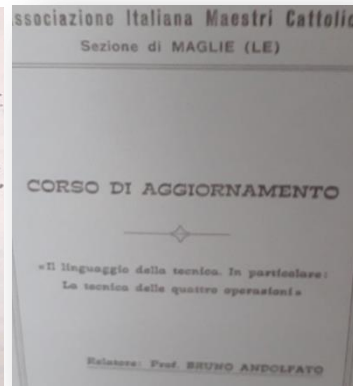 ssociazione Italiana Maestri Cattolic
Sezione di MAGLIE (LE)
CORSO DI AGGIORNAMENTO
«Il linguaggio della tecnica. In particolare:
La tecnica delle quattro operazioni»
Relatore: Prof. BRUNO ANDOLFATO